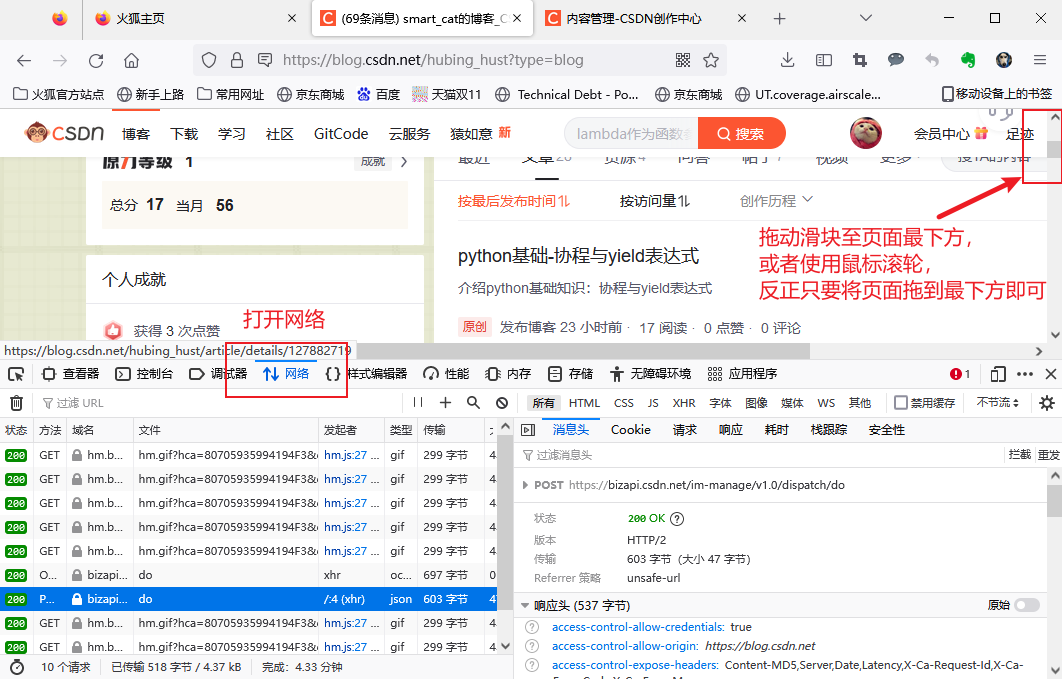 火狐主页
(69条消息) smart_cat的博客_C
内容管理-CSDN创作中心
https://blog.csdn.net/hubing_hust?type=blog
火狐官方站点 新手上路 常用网址 京东商城 百度 天猫双11 Technical Debt - Po... 京东商城 UT.coverage.airscale... 移动设备上的书签
CSDN 博客 下载 学习 社区 GitCode 云服务 猿如意 新 lambda作为函数参 搜索 会员中心 足迹
原力等级 1 成就
最近 文章 28 资源 4 问答 帖子 7 视频 更多 搜TA的内容
总分 17 当月 56
按最后发布时间 按访问量 创作历程
拖动滑块至页面最下方，
或者使用鼠标滚轮，
反正只要将页面拖到最下方即可
python基础-协程与yield表达式
介绍python基础知识：协程与yield表达式
个人成就
获得 3 次点赞
打开网络
原创 发布博客 23 小时前 · 17 阅读 · 0 点赞 · 0 评论
https://blog.csdn.net/hubing_hust/article/details/127882719
查看器 控制台 调试器 网络 样式编辑器 性能 内存 存储 无障碍环境 应用程序 1
过滤 URL 所有 HTML CSS JS XHR 字体 图像 媒体 WS 其他 禁用缓存 不节流
状态 方法 域名 文件 发起者 类型 传输
200 GET hm.b... hm.gif?hca=80705935994194F3& hm.js:27 ... gif 299 字节 4.
200 GET hm.b... hm.gif?hca=80705935994194F3& hm.js:27 ... gif 299 字节 4.
200 GET hm.b... hm.gif?hca=80705935994194F3& hm.js:27 ... gif 299 字节 4.
200 GET hm.b... hm.gif?hca=80705935994194F3& hm.js:27 ... gif 299 字节 4.
200 GET hm.b... hm.gif?hca=80705935994194F3& hm.js:27 ... gif 299 字节 4.
200 O... bizapi... do xhr oc... 697 字节 0
200 P... bizapi... do /:4 (xhr) json 603 字节 47
200 GET hm.b... hm.gif?hca=80705935994194F3& hm.js:27 ... gif 299 字节 4.
200 GET hm.b... hm.gif?hca=80705935994194F3& hm.js:27 ... gif 299 字节 4.
10 个请求 已传输 518 字节 / 4.37 kB 完成：4.33 分钟
消息头 Cookie 请求 响应 耗时 栈跟踪 安全性
过滤消息头 拦截 重发
POST https://bizapi.csdn.net/im-manage/v1.0/dispatch/do
状态 200 OK
版本 HTTP/2
传输 603 字节（大小 47 字节）
Referrer 策略 unsafe-url
响应头 (537 字节) 原始
access-control-allow-credentials: true
access-control-allow-origin: https://blog.csdn.net
access-control-expose-headers: Content-MD5,Server,Date,Latency,X-Ca-Request-Id,X-Ca-